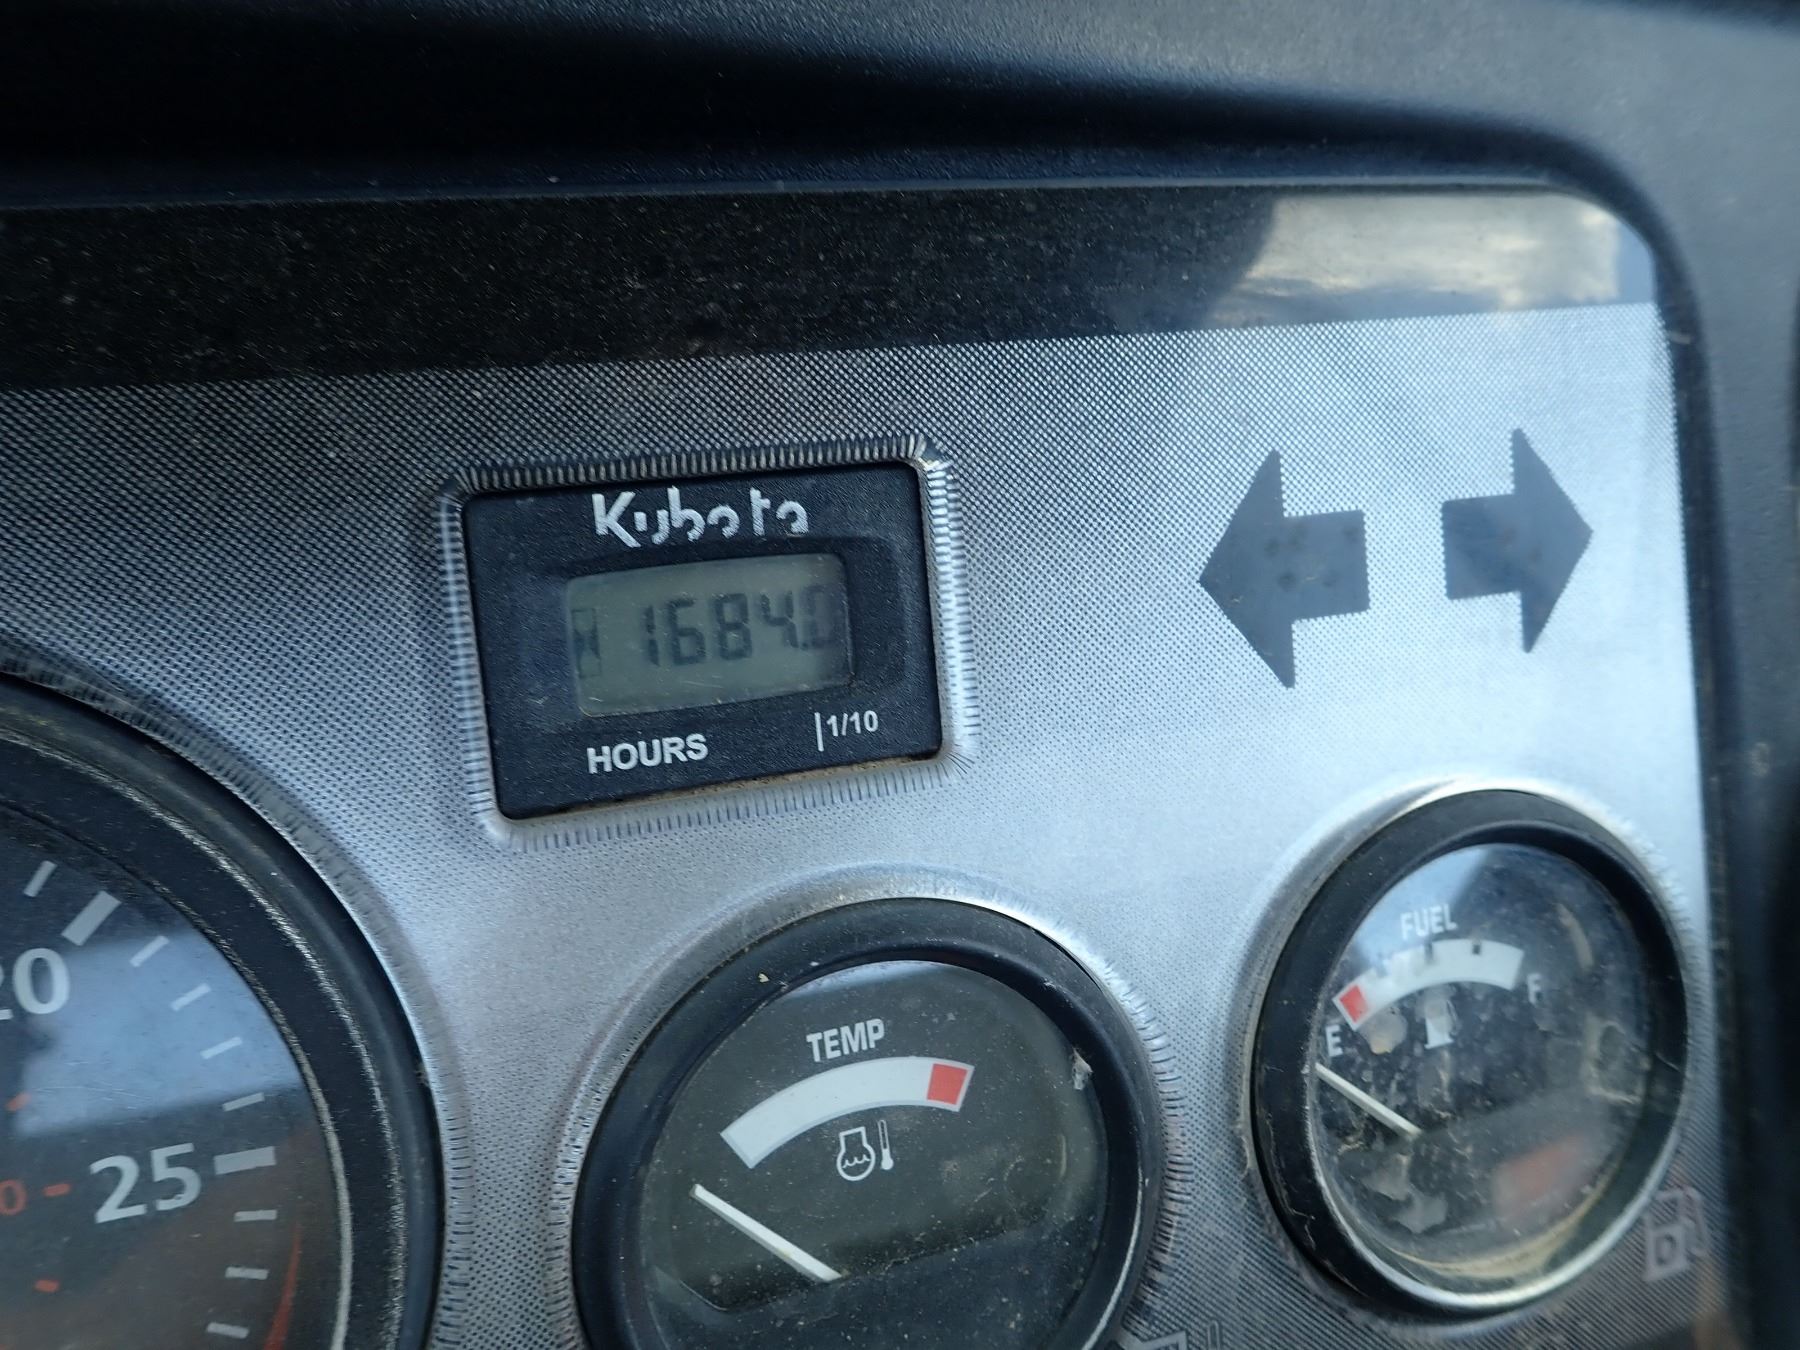 Kubota
1684.0
HOURS
1/10
20
25
TEMP
FUEL
E
F